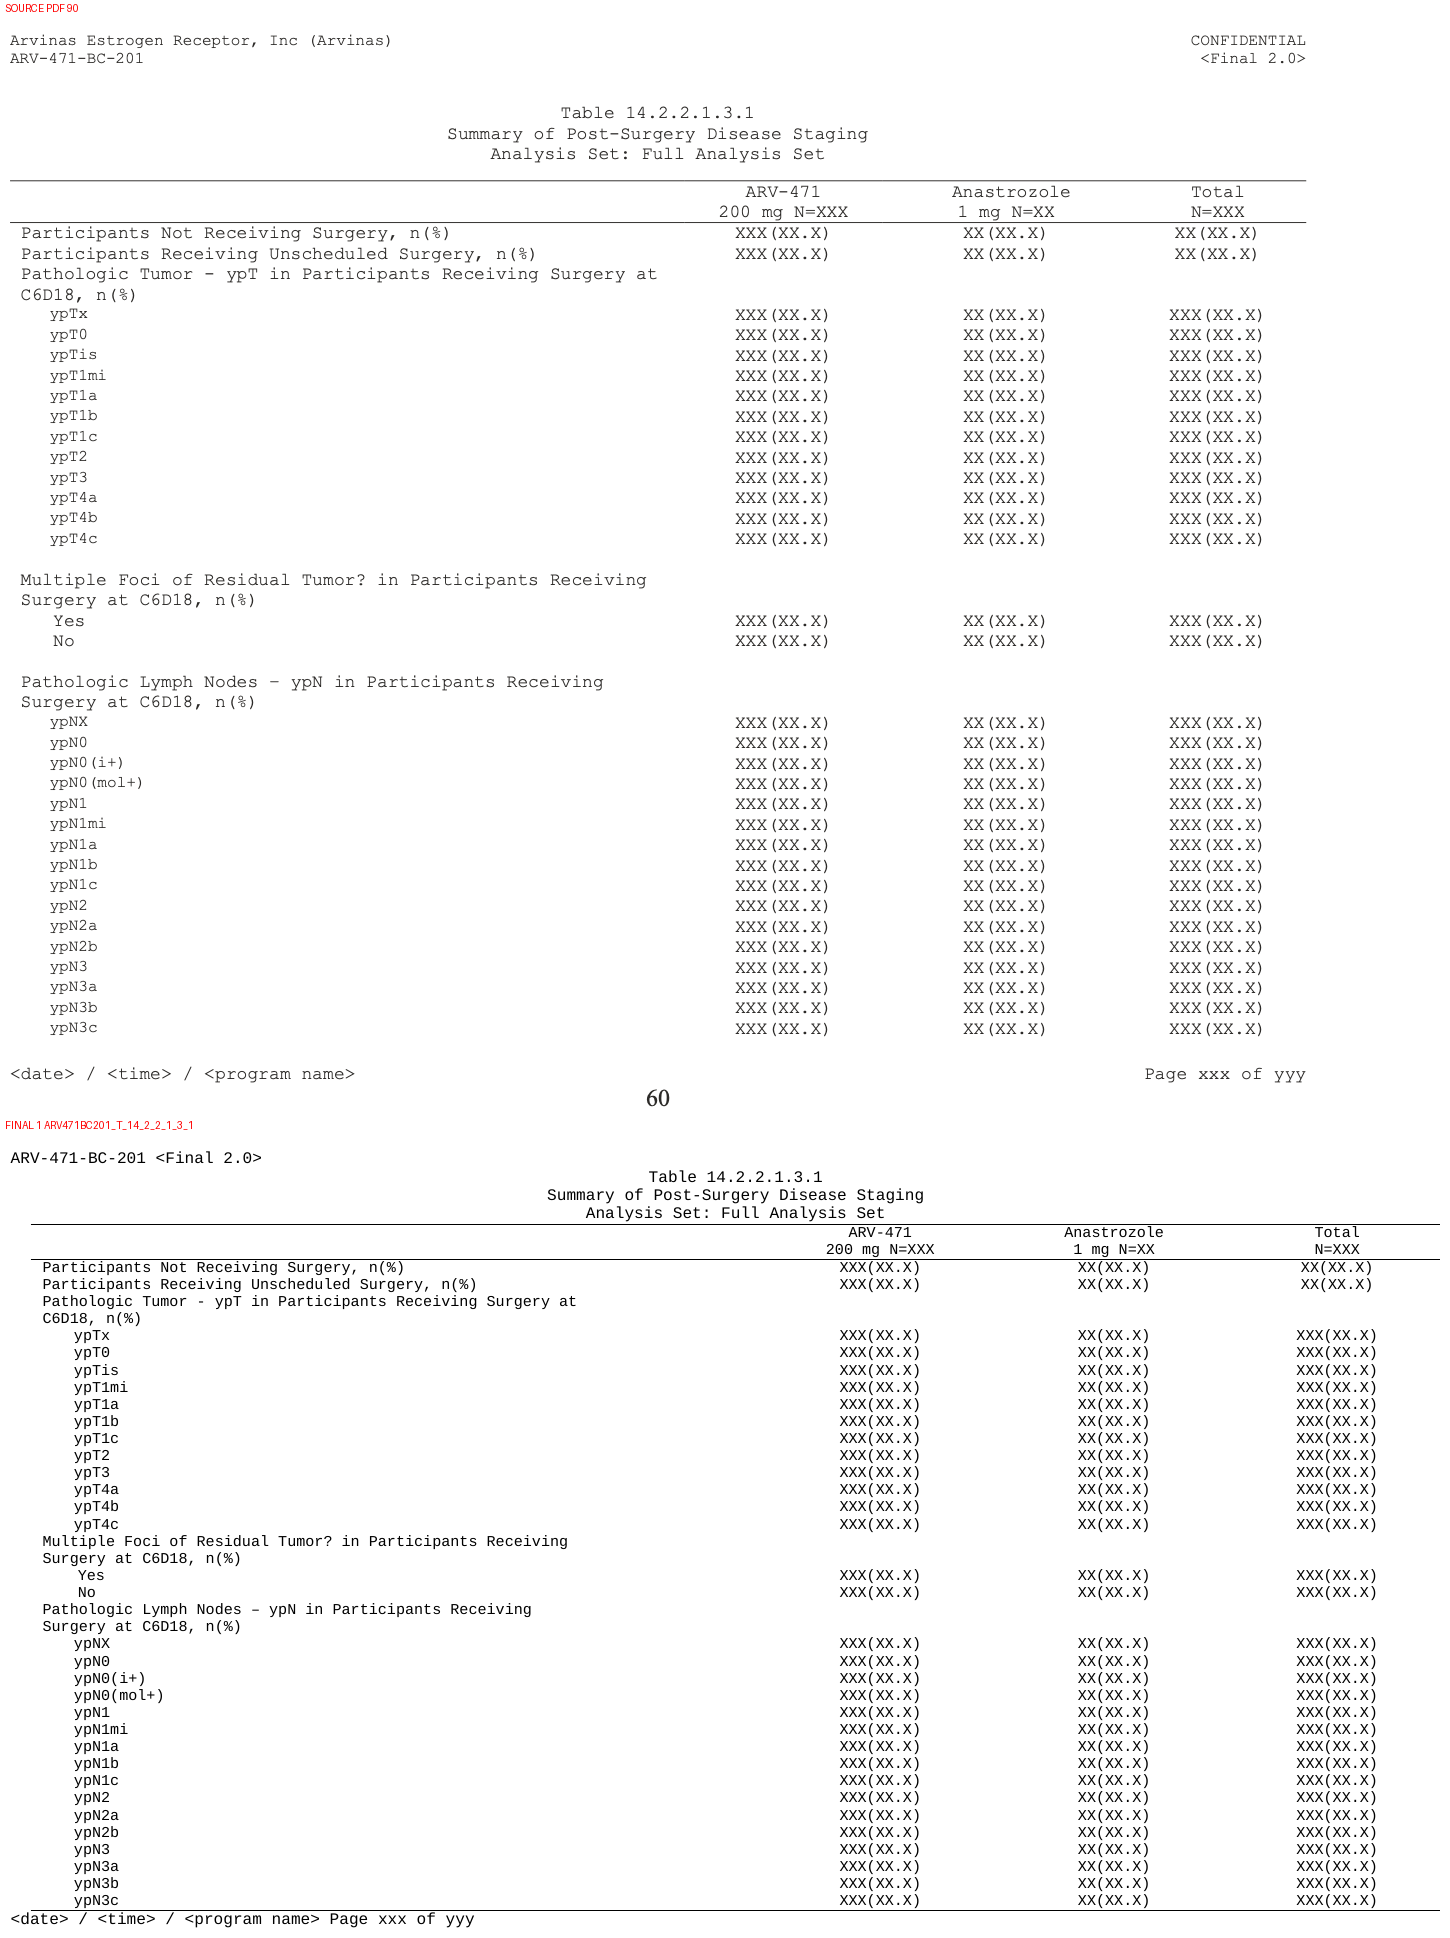 SOURCE PDF 90
Arvinas Estrogen Receptor, Inc (Arvinas) CONFIDENTIAL
ARV-471-BC-201 <Final 2.0>
Table 14.2.2.1.3.1
Summary of Post-Surgery Disease Staging
Analysis Set: Full Analysis Set
ARV-471 Anastrozole Total
200 mg N=XXX 1 mg N=XX N=XXX
Participants Not Receiving Surgery, n(%) XXX(XX.X) XX(XX.X) XX(XX.X)
Participants Receiving Unscheduled Surgery, n(%) XXX(XX.X) XX(XX.X) XX(XX.X)
Pathologic Tumor - ypT in Participants Receiving Surgery at
C6D18, n(%)
ypTx XXX(XX.X) XX(XX.X) XXX(XX.X)
ypT0 XXX(XX.X) XX(XX.X) XXX(XX.X)
ypTis XXX(XX.X) XX(XX.X) XXX(XX.X)
ypT1mi XXX(XX.X) XX(XX.X) XXX(XX.X)
ypT1a XXX(XX.X) XX(XX.X) XXX(XX.X)
ypT1b XXX(XX.X) XX(XX.X) XXX(XX.X)
ypT1c XXX(XX.X) XX(XX.X) XXX(XX.X)
ypT2 XXX(XX.X) XX(XX.X) XXX(XX.X)
ypT3 XXX(XX.X) XX(XX.X) XXX(XX.X)
ypT4a XXX(XX.X) XX(XX.X) XXX(XX.X)
ypT4b XXX(XX.X) XX(XX.X) XXX(XX.X)
ypT4c XXX(XX.X) XX(XX.X) XXX(XX.X)
Multiple Foci of Residual Tumor? in Participants Receiving
Surgery at C6D18, n(%)
Yes XXX(XX.X) XX(XX.X) XXX(XX.X)
No XXX(XX.X) XX(XX.X) XXX(XX.X)
Pathologic Lymph Nodes – ypN in Participants Receiving
Surgery at C6D18, n(%)
ypNX XXX(XX.X) XX(XX.X) XXX(XX.X)
ypN0 XXX(XX.X) XX(XX.X) XXX(XX.X)
ypN0(i+) XXX(XX.X) XX(XX.X) XXX(XX.X)
ypN0(mol+) XXX(XX.X) XX(XX.X) XXX(XX.X)
ypN1 XXX(XX.X) XX(XX.X) XXX(XX.X)
ypN1mi XXX(XX.X) XX(XX.X) XXX(XX.X)
ypN1a XXX(XX.X) XX(XX.X) XXX(XX.X)
ypN1b XXX(XX.X) XX(XX.X) XXX(XX.X)
ypN1c XXX(XX.X) XX(XX.X) XXX(XX.X)
ypN2 XXX(XX.X) XX(XX.X) XXX(XX.X)
ypN2a XXX(XX.X) XX(XX.X) XXX(XX.X)
ypN2b XXX(XX.X) XX(XX.X) XXX(XX.X)
ypN3 XXX(XX.X) XX(XX.X) XXX(XX.X)
ypN3a XXX(XX.X) XX(XX.X) XXX(XX.X)
ypN3b XXX(XX.X) XX(XX.X) XXX(XX.X)
ypN3c XXX(XX.X) XX(XX.X) XXX(XX.X)
<date> / <time> / <program name> Page xxx of yyy
60
FINAL 1 ARV471BC201_T_14_2_2_1_3_1
ARV-471-BC-201 <Final 2.0>
Table 14.2.2.1.3.1
Summary of Post-Surgery Disease Staging
Analysis Set: Full Analysis Set
ARV-471 Anastrozole Total
200 mg N=XXX 1 mg N=XX N=XXX
Participants Not Receiving Surgery, n(%) XXX(XX.X) XX(XX.X) XX(XX.X)
Participants Receiving Unscheduled Surgery, n(%) XXX(XX.X) XX(XX.X) XX(XX.X)
Pathologic Tumor - ypT in Participants Receiving Surgery at
C6D18, n(%)
ypTx XXX(XX.X) XX(XX.X) XXX(XX.X)
ypT0 XXX(XX.X) XX(XX.X) XXX(XX.X)
ypTis XXX(XX.X) XX(XX.X) XXX(XX.X)
ypT1mi XXX(XX.X) XX(XX.X) XXX(XX.X)
ypT1a XXX(XX.X) XX(XX.X) XXX(XX.X)
ypT1b XXX(XX.X) XX(XX.X) XXX(XX.X)
ypT1c XXX(XX.X) XX(XX.X) XXX(XX.X)
ypT2 XXX(XX.X) XX(XX.X) XXX(XX.X)
ypT3 XXX(XX.X) XX(XX.X) XXX(XX.X)
ypT4a XXX(XX.X) XX(XX.X) XXX(XX.X)
ypT4b XXX(XX.X) XX(XX.X) XXX(XX.X)
ypT4c XXX(XX.X) XX(XX.X) XXX(XX.X)
Multiple Foci of Residual Tumor? in Participants Receiving
Surgery at C6D18, n(%)
Yes XXX(XX.X) XX(XX.X) XXX(XX.X)
No XXX(XX.X) XX(XX.X) XXX(XX.X)
Pathologic Lymph Nodes – ypN in Participants Receiving
Surgery at C6D18, n(%)
ypNX XXX(XX.X) XX(XX.X) XXX(XX.X)
ypN0 XXX(XX.X) XX(XX.X) XXX(XX.X)
ypN0(i+) XXX(XX.X) XX(XX.X) XXX(XX.X)
ypN0(mol+) XXX(XX.X) XX(XX.X) XXX(XX.X)
ypN1 XXX(XX.X) XX(XX.X) XXX(XX.X)
ypN1mi XXX(XX.X) XX(XX.X) XXX(XX.X)
ypN1a XXX(XX.X) XX(XX.X) XXX(XX.X)
ypN1b XXX(XX.X) XX(XX.X) XXX(XX.X)
ypN1c XXX(XX.X) XX(XX.X) XXX(XX.X)
ypN2 XXX(XX.X) XX(XX.X) XXX(XX.X)
ypN2a XXX(XX.X) XX(XX.X) XXX(XX.X)
ypN2b XXX(XX.X) XX(XX.X) XXX(XX.X)
ypN3 XXX(XX.X) XX(XX.X) XXX(XX.X)
ypN3a XXX(XX.X) XX(XX.X) XXX(XX.X)
ypN3b XXX(XX.X) XX(XX.X) XXX(XX.X)
ypN3c XXX(XX.X) XX(XX.X) XXX(XX.X)
<date> / <time> / <program name> Page xxx of yyy